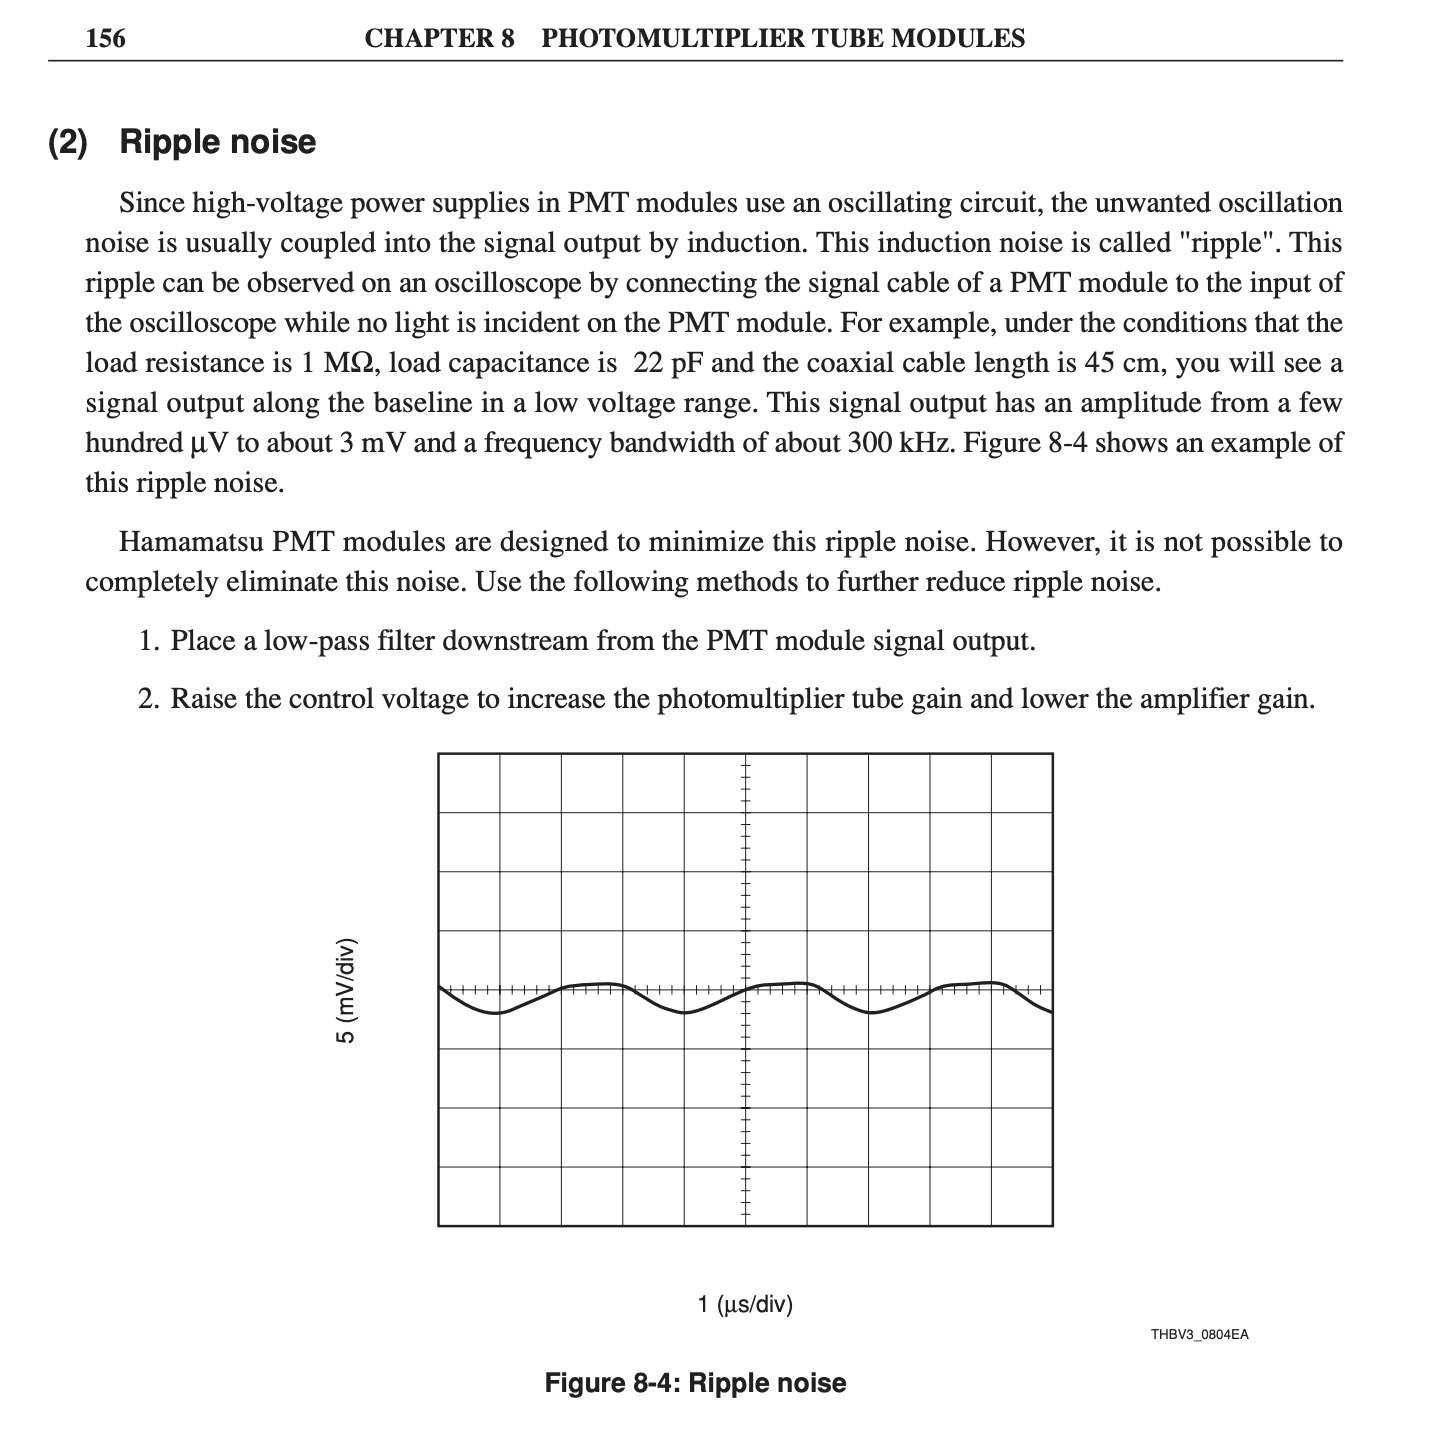 156 CHAPTER 8 PHOTOMULTIPLIER TUBE MODULES
(2) Ripple noise
Since high-voltage power supplies in PMT modules use an oscillating circuit, the unwanted oscillation
noise is usually coupled into the signal output by induction. This induction noise is called "ripple". This
ripple can be observed on an oscilloscope by connecting the signal cable of a PMT module to the input of
the oscilloscope while no light is incident on the PMT module. For example, under the conditions that the
load resistance is 1 MΩ, load capacitance is 22 pF and the coaxial cable length is 45 cm, you will see a
signal output along the baseline in a low voltage range. This signal output has an amplitude from a few
hundred μV to about 3 mV and a frequency bandwidth of about 300 kHz. Figure 8-4 shows an example of
this ripple noise.
Hamamatsu PMT modules are designed to minimize this ripple noise. However, it is not possible to
completely eliminate this noise. Use the following methods to further reduce ripple noise.
1. Place a low-pass filter downstream from the PMT module signal output.
2. Raise the control voltage to increase the photomultiplier tube gain and lower the amplifier gain.
5 (mV/div)
1 (μs/div)
THBV3_0804EA
Figure 8-4: Ripple noise